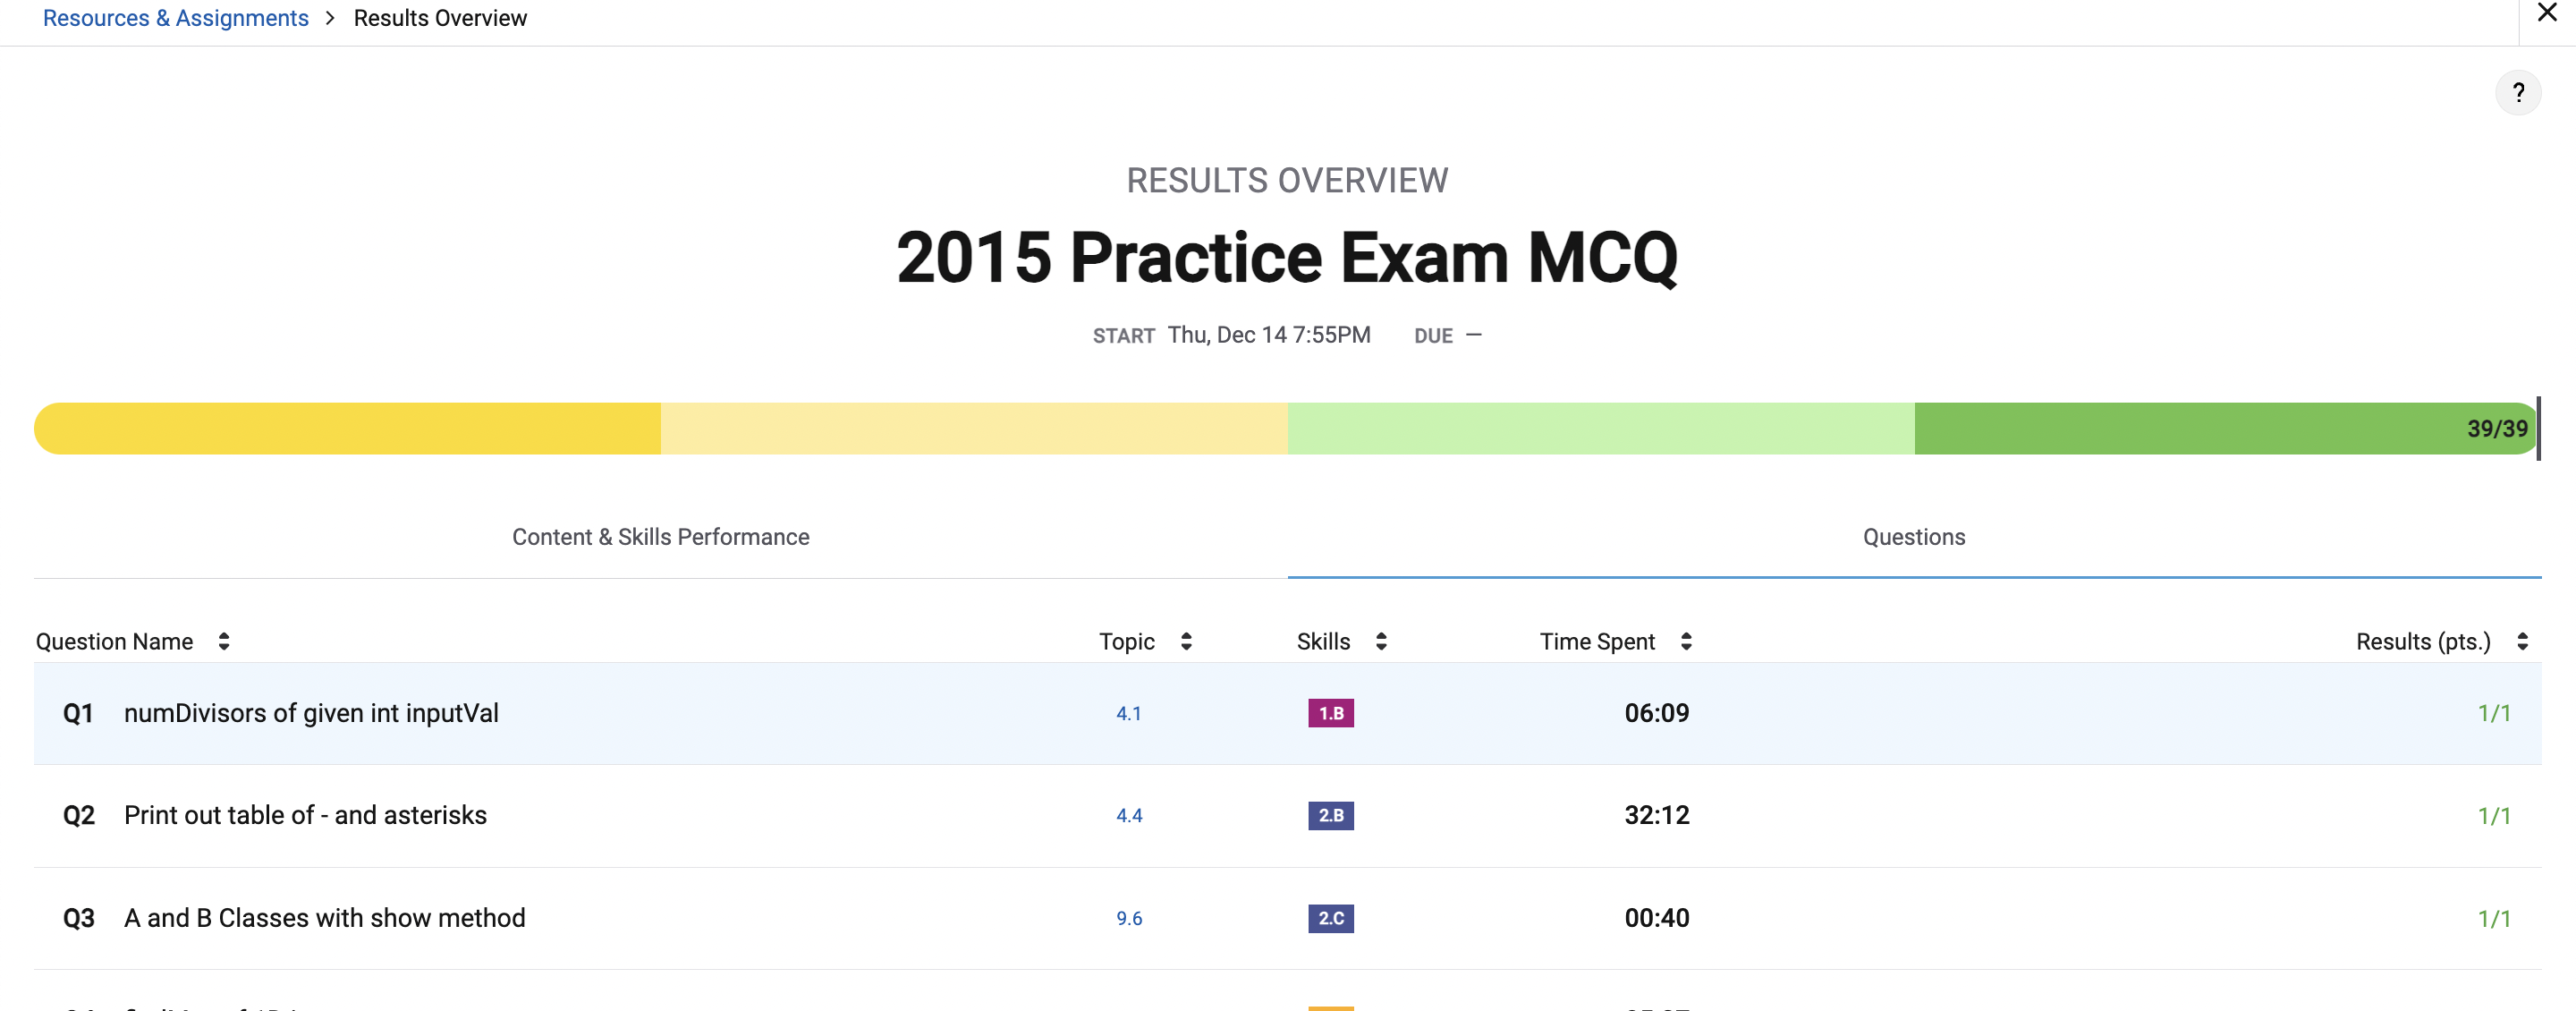 Resources & Assignments > Results Overview
?
RESULTS OVERVIEW
2015 Practice Exam MCQ
START Thu, Dec 14 7:55PM DUE —
39/39
Content & Skills Performance Questions
Question Name Topic Skills Time Spent Results (pts.)
Q1 numDivisors of given int inputVal 4.1 1.B 06:09 1/1
Q2 Print out table of - and asterisks 4.4 2.B 32:12 1/1
Q3 A and B Classes with show method 9.6 2.C 00:40 1/1